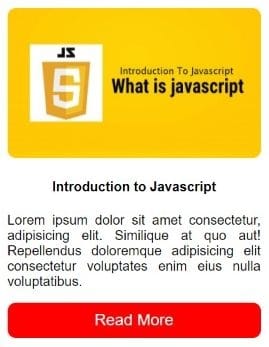 JS
5
Introduction To Javascript
What is javascript
Introduction to Javascript
Lorem ipsum dolor sit amet consectetur,
adipisicing elit. Similique at quo aut!
Repellendus doloremque adipisicing elit
consectetur voluptates enim eius nulla
voluptatibus.
Read More